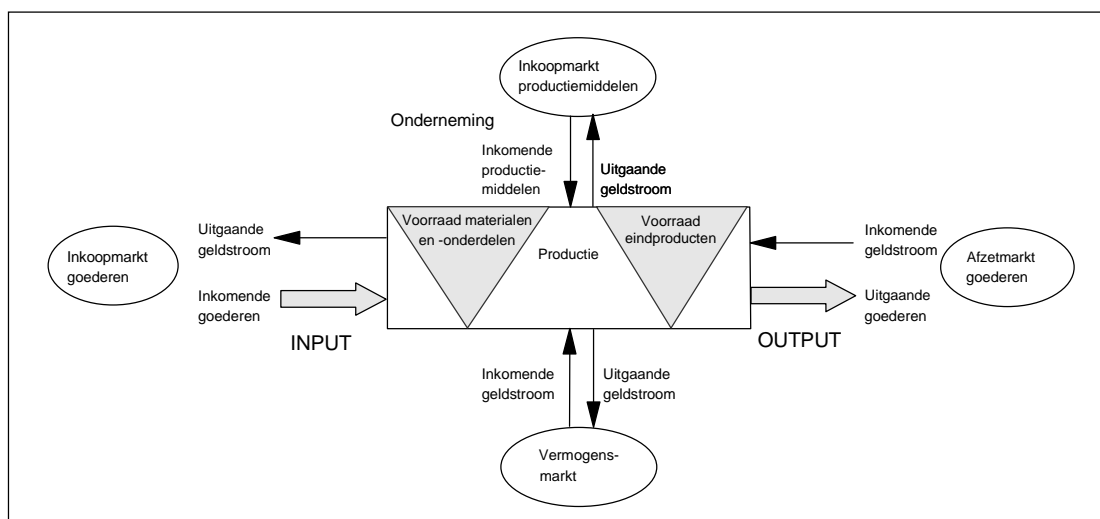 Inkoopmarkt
productiemiddelen
Onderneming
Inkomende
productie-
middelen
Uitgaande
geldstroom
Voorraad materialen
en -onderdelen
Productie
Voorraad
eindproducten
Uitgaande
geldstroom
Inkoopmarkt
goederen
Inkomende
goederen
INPUT
Inkomende
geldstroom
Afzetmarkt
goederen
Uitgaande
goederen
OUTPUT
Inkomende
geldstroom
Uitgaande
geldstroom
Vermogens-
markt